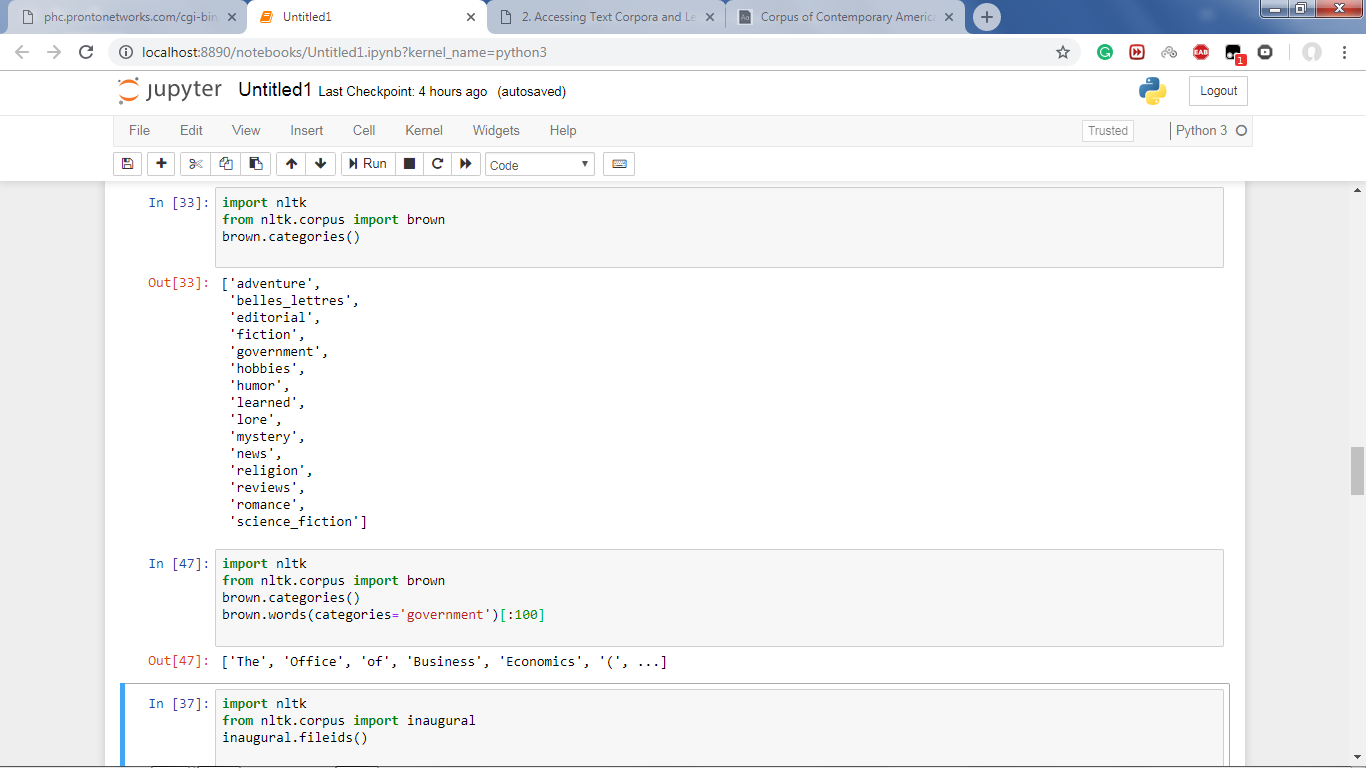 phc.prontonetworks.com/cgi-bin
Untitled1
2. Accessing Text Corpora and Le
Corpus of Contemporary America
localhost:8890/notebooks/Untitled1.ipynb?kernel_name=python3
EAB
1
jupyter Untitled1 Last Checkpoint: 4 hours ago (autosaved)
Logout
File Edit View Insert Cell Kernel Widgets Help
Trusted
Python 3
Run
Code
In [33]: import nltk
from nltk.corpus import brown
brown.categories()
Out[33]: ['adventure',
'belles_lettres',
'editorial',
'fiction',
'government',
'hobbies',
'humor',
'learned',
'lore',
'mystery',
'news',
'religion',
'reviews',
'romance',
'science_fiction']
In [47]: import nltk
from nltk.corpus import brown
brown.categories()
brown.words(categories='government')[:100]
Out[47]: ['The', 'Office', 'of', 'Business', 'Economics', '(', ...]
In [37]: import nltk
from nltk.corpus import inaugural
inaugural.fileids()